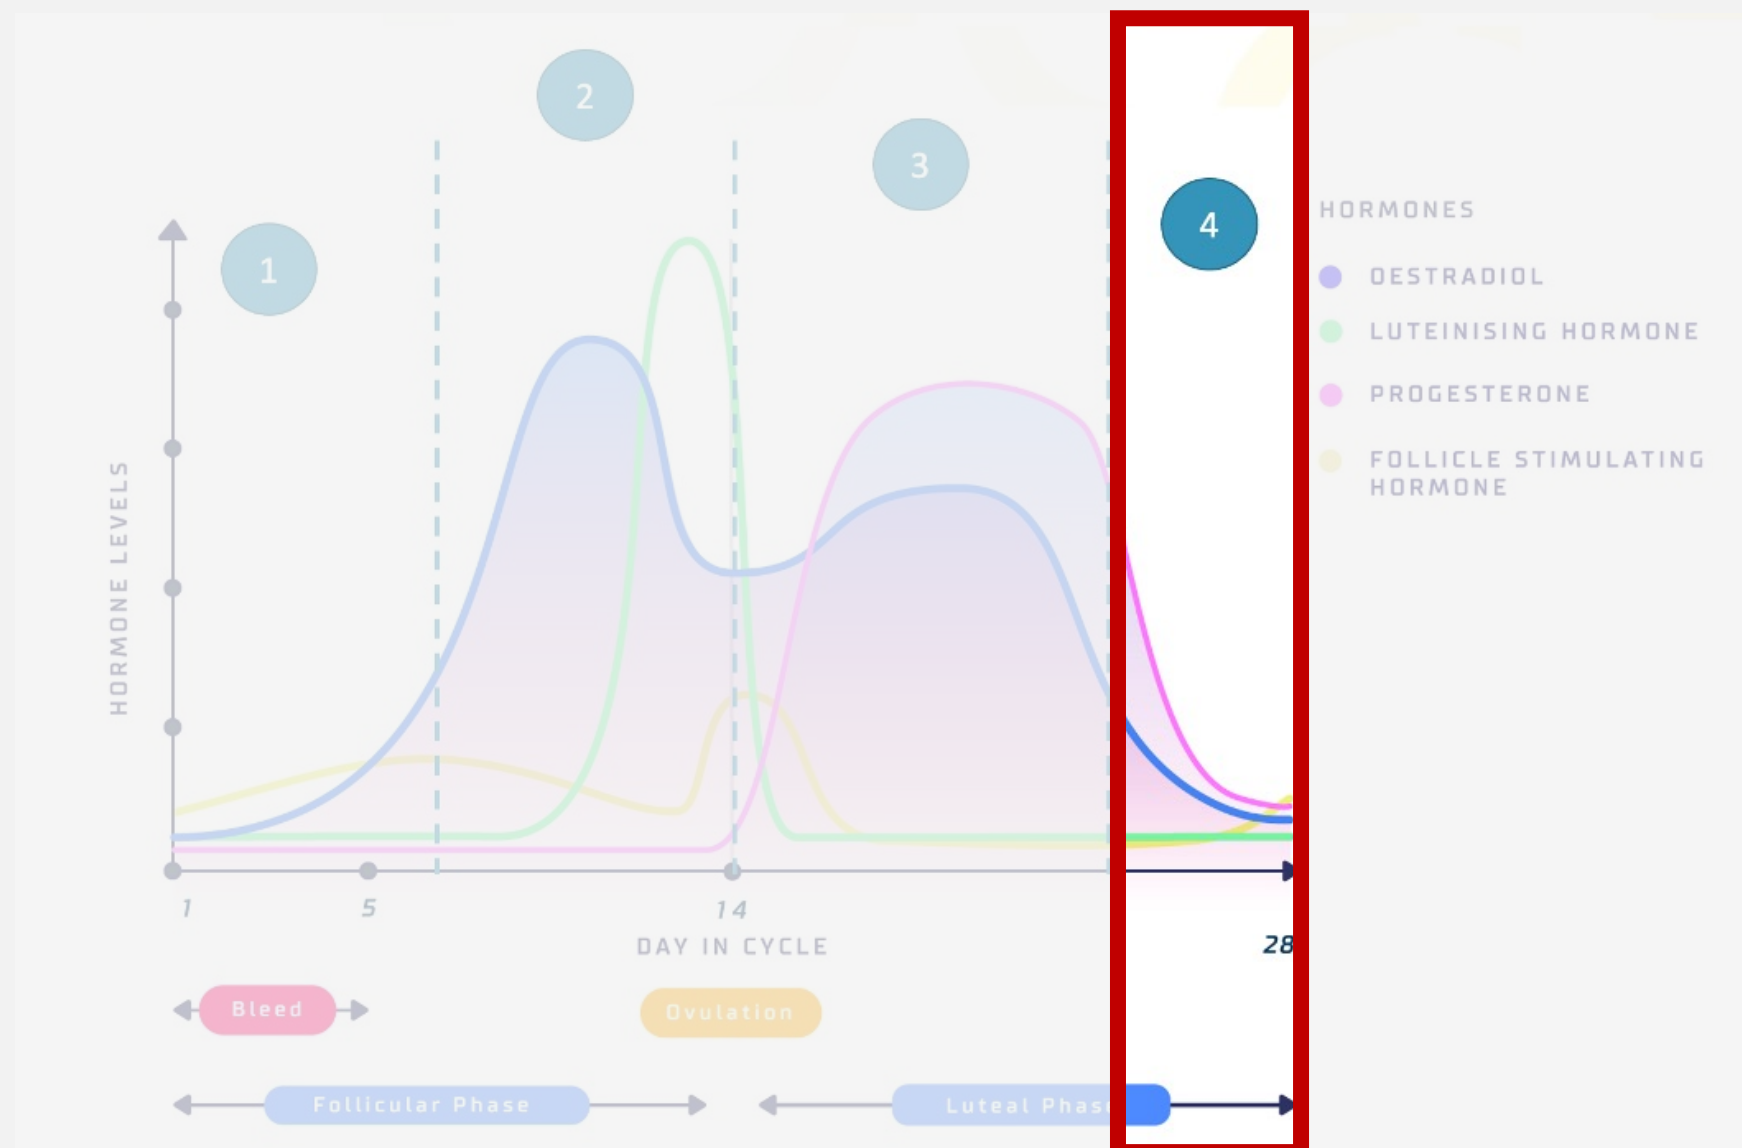 2
3
1
4
HORMONES
OESTRADIOL
LUTEINISING HORMONE
PROGESTERONE
FOLLICLE STIMULATING
HORMONE
HORMONE LEVELS
1
5
14
28
DAY IN CYCLE
Bleed
Ovulation
Follicular Phase
Luteal Phase